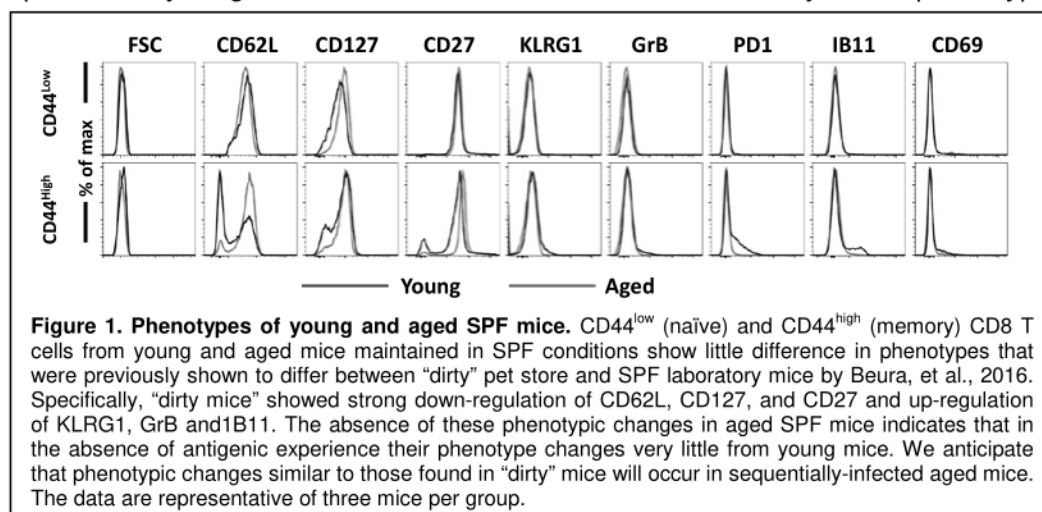 FSC CD62L CD127 CD27 KLRG1 GrB PD1 IB11 CD69
CD44Low
CD44High
% of max
Young Aged
Figure 1. Phenotypes of young and aged SPF mice. CD44low (naïve) and CD44high (memory) CD8 T
cells from young and aged mice maintained in SPF conditions show little difference in phenotypes that
were previously shown to differ between “dirty” pet store and SPF laboratory mice by Beura, et al., 2016.
Specifically, “dirty mice” showed strong down-regulation of CD62L, CD127, and CD27 and up-regulation
of KLRG1, GrB and1B11. The absence of these phenotypic changes in aged SPF mice indicates that in
the absence of antigenic experience their phenotype changes very little from young mice. We anticipate
that phenotypic changes similar to those found in “dirty” mice will occur in sequentially-infected aged mice.
The data are representative of three mice per group.